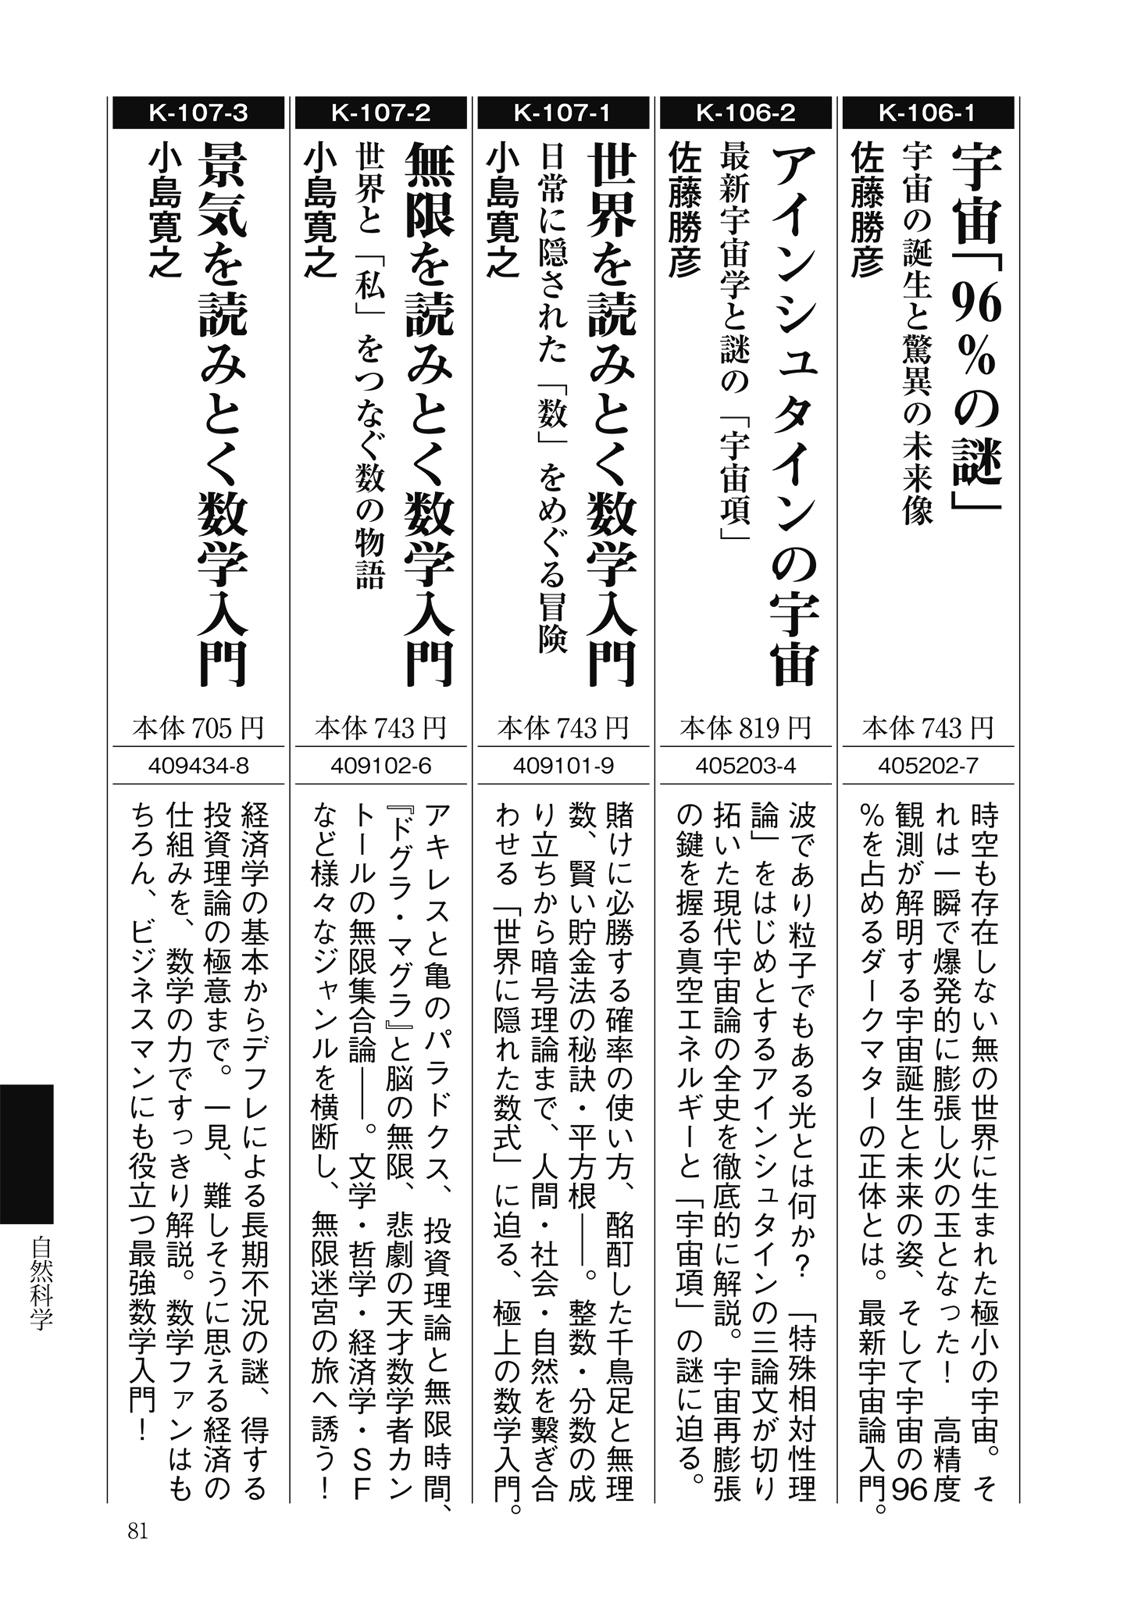 K-106-1
宇宙「96％の謎」
宇宙の誕生と驚異の未来像
佐藤勝彦
本体743円
405202-7
時空も存在しない無の世界に生まれた極小の宇宙。そ
れは一瞬で爆発的に膨張し火の玉となった！　高精度
観測が解明する宇宙誕生と未来の姿、そして宇宙の96
％を占めるダークマターの正体とは。最新宇宙論入門。
K-106-2
アインシュタインの宇宙
最新宇宙学と謎の「宇宙項」
佐藤勝彦
本体819円
405203-4
波であり粒子でもある光とは何か？　「特殊相対性理
論」をはじめとするアインシュタインの三論文が切り
拓いた現代宇宙論の全史を徹底的に解説。宇宙再膨張
の鍵を握る真空エネルギーと「宇宙項」の謎に迫る。
K-107-1
世界を読みとく数学入門
日常に隠された「数」をめぐる冒険
小島寛之
本体743円
409101-9
賭けに必勝する確率の使い方、酩酊した千鳥足と無理
数、賢い貯金法の秘訣・平方根――。整数・分数の成
り立ちから暗号理論まで、人間・社会・自然を繋ぎ合
わせる「世界に隠れた数式」に迫る、極上の数学入門。
K-107-2
無限を読みとく数学入門
世界と「私」をつなぐ数の物語
小島寛之
本体743円
409102-6
アキレスと亀のパラドクス、投資理論と無限時間、
『ドグラ・マグラ』と脳の無限、悲劇の天才数学者カン
トールの無限集合論――。文学・哲学・経済学・SF
など様々なジャンルを横断し、無限迷宮の旅へ誘う！
K-107-3
景気を読みとく数学入門
小島寛之
本体705円
409434-8
経済学の基本からデフレによる長期不況の謎、得する
投資理論の極意まで。一見、難しそうに思える経済の
仕組みを、数学の力ですっきり解説。数学ファンはも
ちろん、ビジネスマンにも役立つ最強数学入門！
自然科学
81